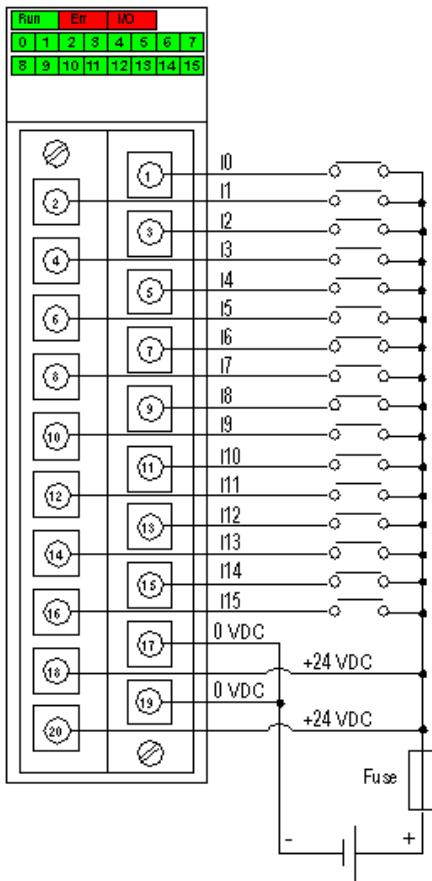 Run Err I/O
0 1 2 3 4 5 6 7
8 9 10 11 12 13 14 15
1 I0
2 I1
3 I2
4 I3
5 I4
6 I5
7 I6
8 I7
9 I8
10 I9
11 I10
12 I11
13 I12
14 I13
15 I14
16 I15
17 0 VDC
18 +24 VDC
19 0 VDC
20 +24 VDC
Fuse
- +